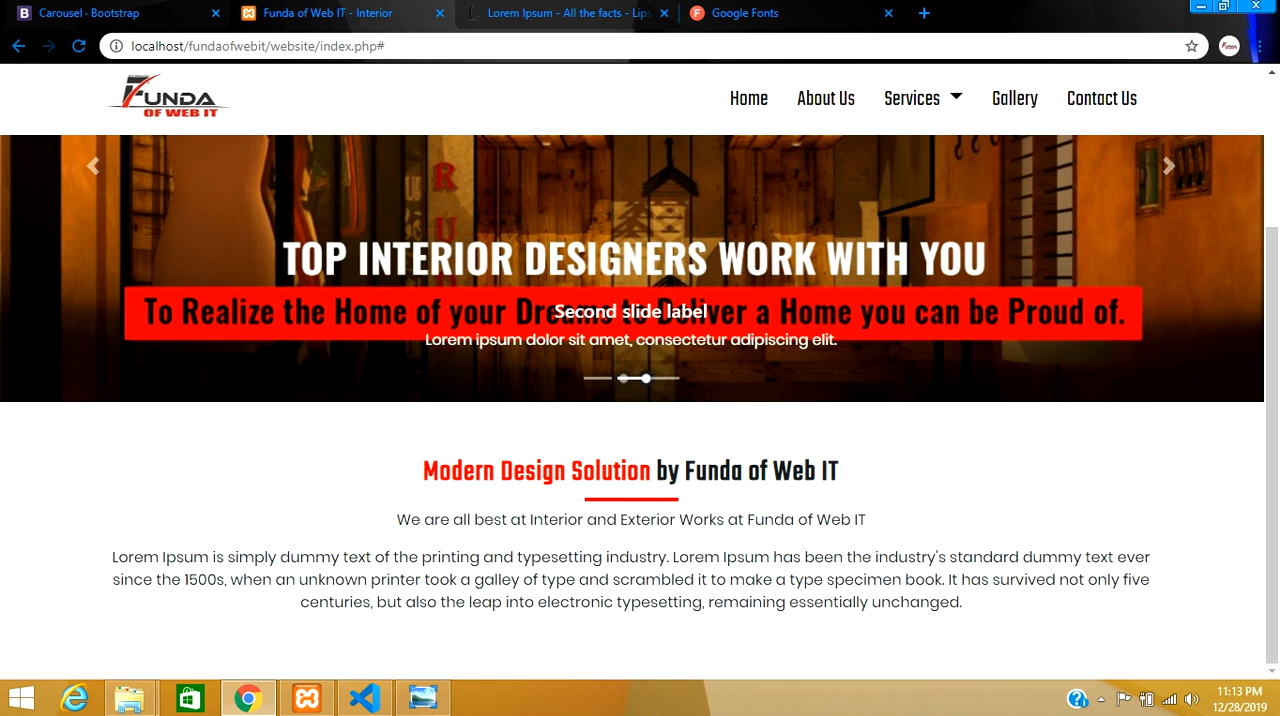 Carousel · Bootstrap
Funda of Web IT - Interior
Lorem Ipsum - All the facts - Lips
Google Fonts
localhost/fundaofwebit/website/index.php#
FUNDA
OF WEB IT
Home
About Us
Services
Gallery
Contact Us
R
U
TOP INTERIOR DESIGNERS WORK WITH YOU
To Realize the Home of your Dreams to Deliver a Home you can be Proud of.
Second slide label
Lorem ipsum dolor sit amet, consectetur adipiscing elit.
Modern Design Solution by Funda of Web IT
We are all best at Interior and Exterior Works at Funda of Web IT
Lorem Ipsum is simply dummy text of the printing and typesetting industry. Lorem Ipsum has been the industry's standard dummy text ever
since the 1500s, when an unknown printer took a galley of type and scrambled it to make a type specimen book. It has survived not only five
centuries, but also the leap into electronic typesetting, remaining essentially unchanged.
11:13 PM
12/28/2019